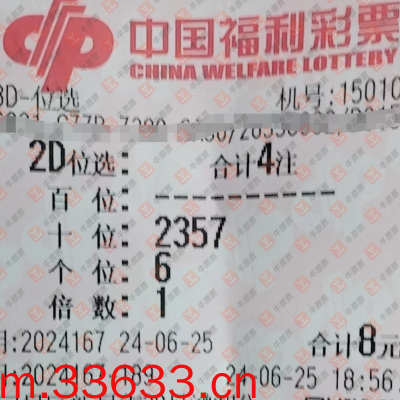 中国福利彩票
CHINA WELFARE LOTTERY
3D-位选 机号:15010
2D位选: 合计4注
百 位: ----------
十 位: 2357
个 位: 6
倍 数: 1
期:2024167 24-06-25 合计8元
24-06-25 18:56
m.33633.cn